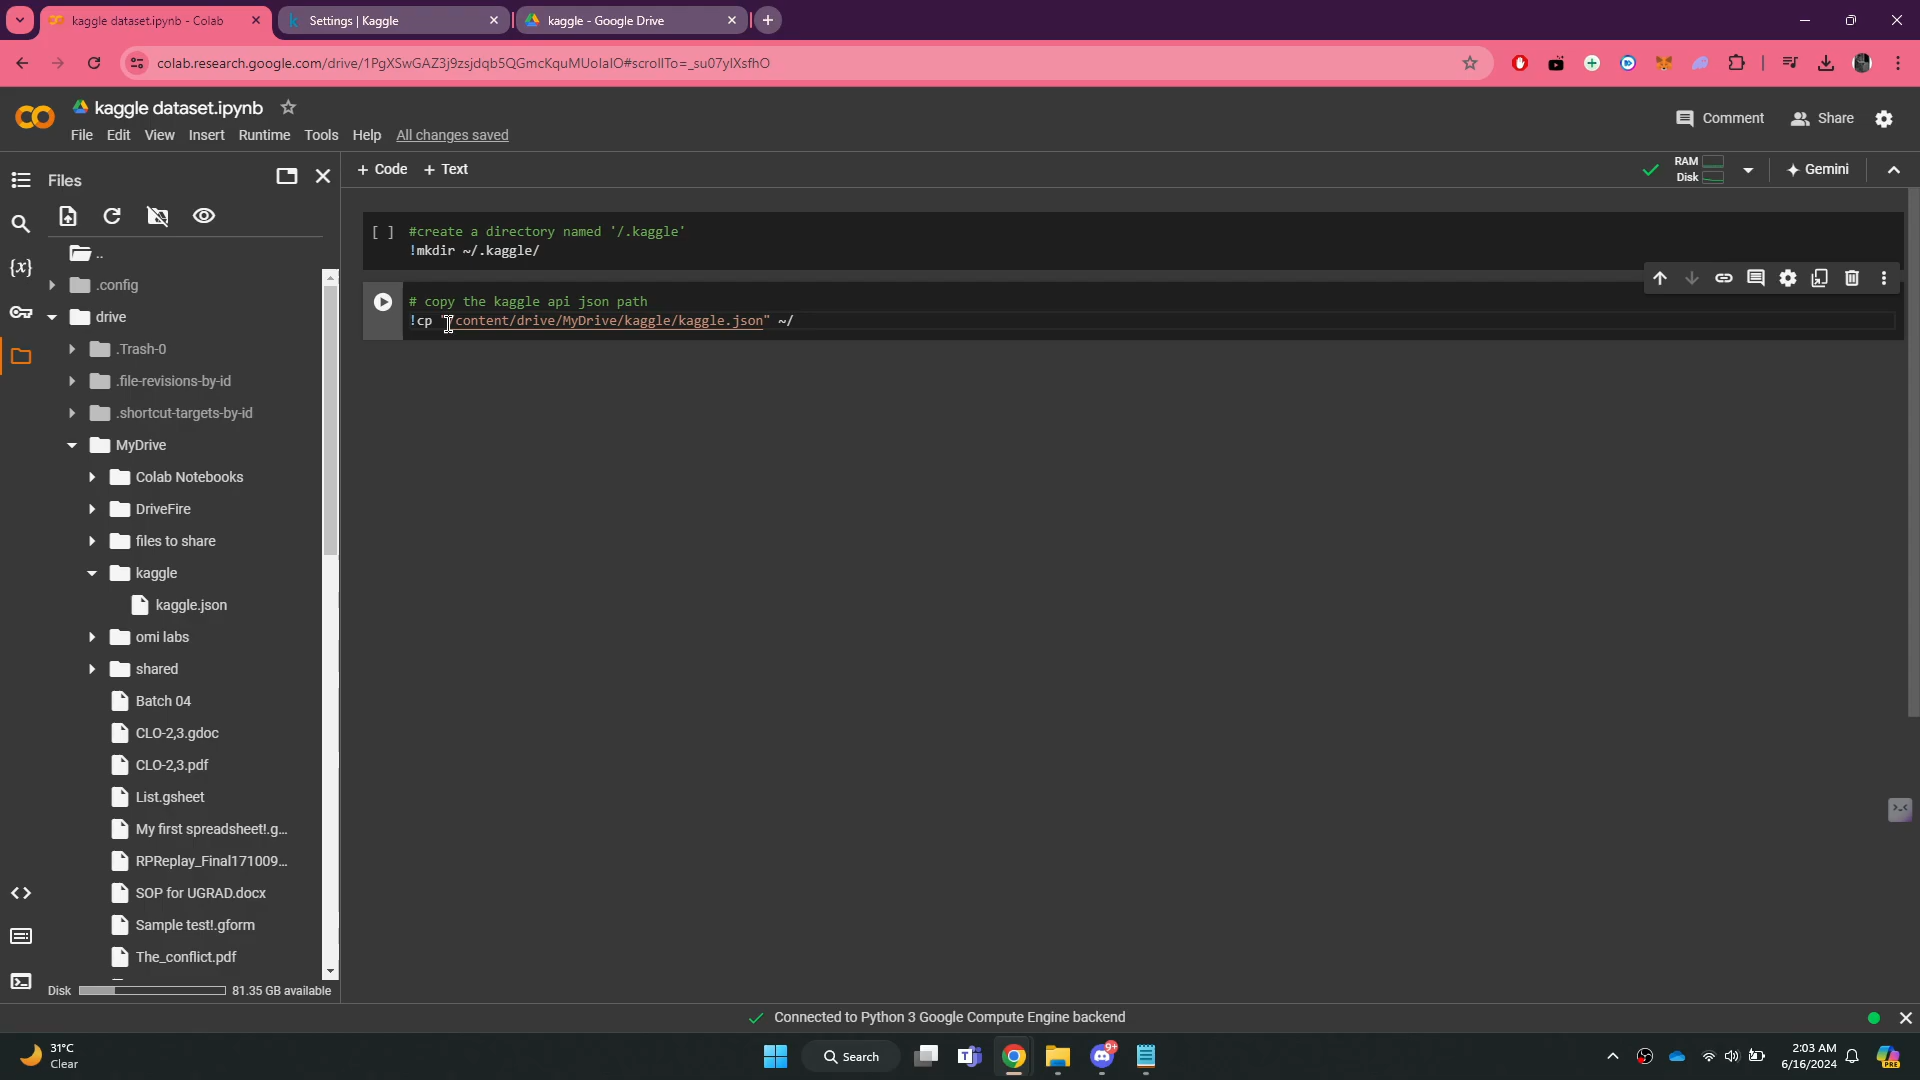 kaggle dataset.ipynb - Colab
Settings | Kaggle
kaggle - Google Drive
colab.research.google.com/drive/1PgXSwGAZ3j9zsjdqb5QGmcKquMUoIaIO#scrollTo=_su07yIXsfhO
kaggle dataset.ipynb
File Edit View Insert Runtime Tools Help All changes saved
Comment
Share
Files
+ Code + Text
RAM
Disk
Gemini
..
.config
drive
.Trash-0
.file-revisions-by-id
.shortcut-targets-by-id
MyDrive
Colab Notebooks
DriveFire
files to share
kaggle
kaggle.json
omi labs
shared
Batch 04
CLO-2,3.gdoc
CLO-2,3.pdf
List.gsheet
My first spreadsheet!.g...
RPReplay_Final171009...
SOP for UGRAD.docx
Sample test!.gform
The_conflict.pdf
Disk 81.35 GB available
[ ] #create a directory named '/.kaggle'
!mkdir ~/.kaggle/
# copy the kaggle api json path
!cp "/content/drive/MyDrive/kaggle/kaggle.json" ~/
Connected to Python 3 Google Compute Engine backend
31°C
Clear
Search
9+
2:03 AM
6/16/2024
PRE